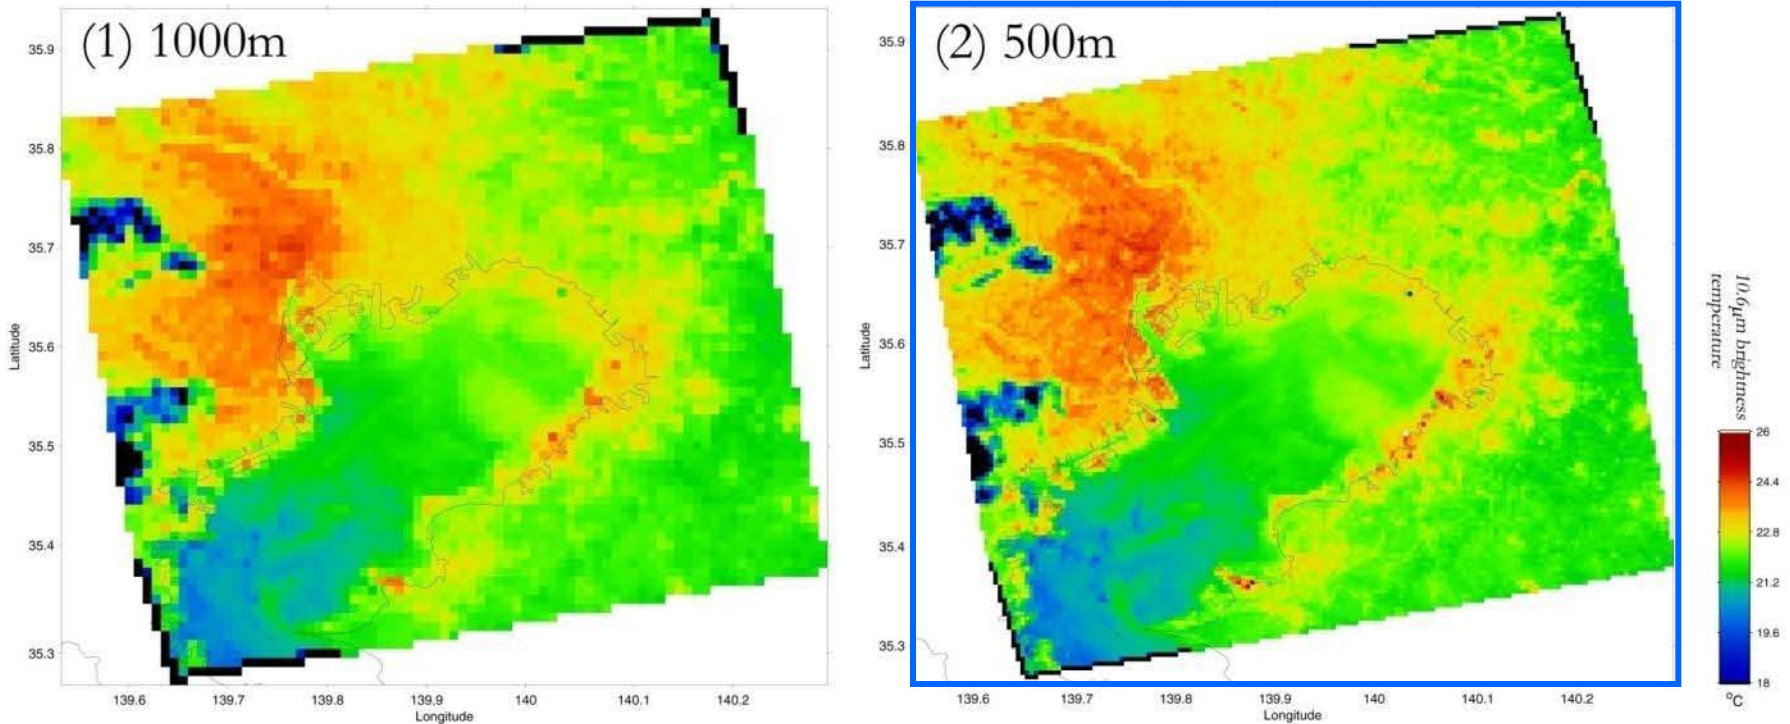 (1) 1000m
35.9
35.8
35.7
35.6
35.5
35.4
35.3
Latitude
139.6 139.7 139.8 139.9 140 140.1 140.2
Longitude
(2) 500m
35.9
35.8
35.7
35.6
35.5
35.4
35.3
Latitude
139.6 139.7 139.8 139.9 140 140.1 140.2
Longitude
10.6μm brightness
temperature
26
24.4
22.8
21.2
19.6
18
°C